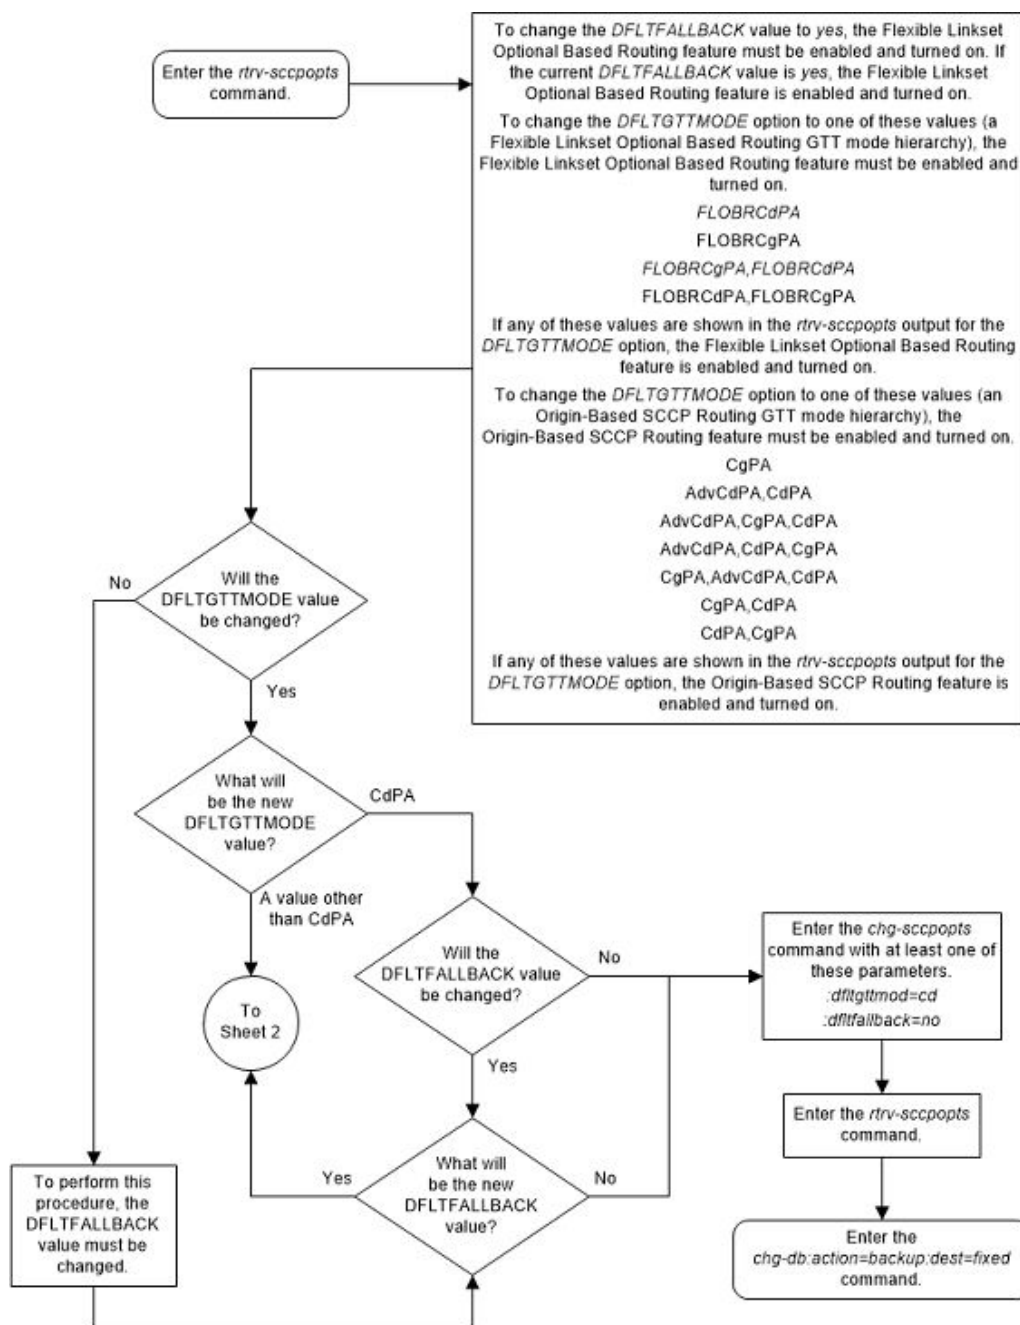 Enter the rtrv-sccpopts
command.
To change the DFLTFALLBACK value to yes, the Flexible Linkset
Optional Based Routing feature must be enabled and turned on. If
the current DFLTFALLBACK value is yes, the Flexible Linkset
Optional Based Routing feature is enabled and turned on.
To change the DFLTGTTMODE option to one of these values (a
Flexible Linkset Optional Based Routing GTT mode hierarchy), the
Flexible Linkset Optional Based Routing feature must be enabled and
turned on.
FLOBRCdPA
FLOBRCgPA
FLOBRCgPA,FLOBRCdPA
FLOBRCdPA,FLOBRCgPA
If any of these values are shown in the rtrv-sccpopts output for the
DFLTGTTMODE option, the Flexible Linkset Optional Based Routing
feature is enabled and turned on.
To change the DFLTGTTMODE option to one of these values (an
Origin-Based SCCP Routing GTT mode hierarchy), the
Origin-Based SCCP Routing feature must be enabled and turned on.
CgPA
AdvCdPA,CdPA
AdvCdPA,CgPA,CdPA
AdvCdPA,CdPA,CgPA
CgPA,AdvCdPA,CdPA
CgPA,CdPA
CdPA,CgPA
If any of these values are shown in the rtrv-sccpopts output for the
DFLTGTTMODE option, the Origin-Based SCCP Routing feature is
enabled and turned on.
No
Will the
DFLTGTTMODE value
be changed?
Yes
What will
be the new
DFLTGTTMODE
value?
CdPA
A value other
than CdPA
To
Sheet 2
Will the
DFLTFALLBACK value
be changed?
No
Yes
Enter the chg-sccpopts
command with at least one of
these parameters.
:dfltgttmod=cd
:dfltfallback=no
Enter the rtrv-sccpopts
command.
Yes
What will
be the new
DFLTFALLBACK
value?
No
To perform this
procedure, the
DFLTFALLBACK
value must be
changed.
Enter the
chg-db:action=backup:dest=fixed
command.